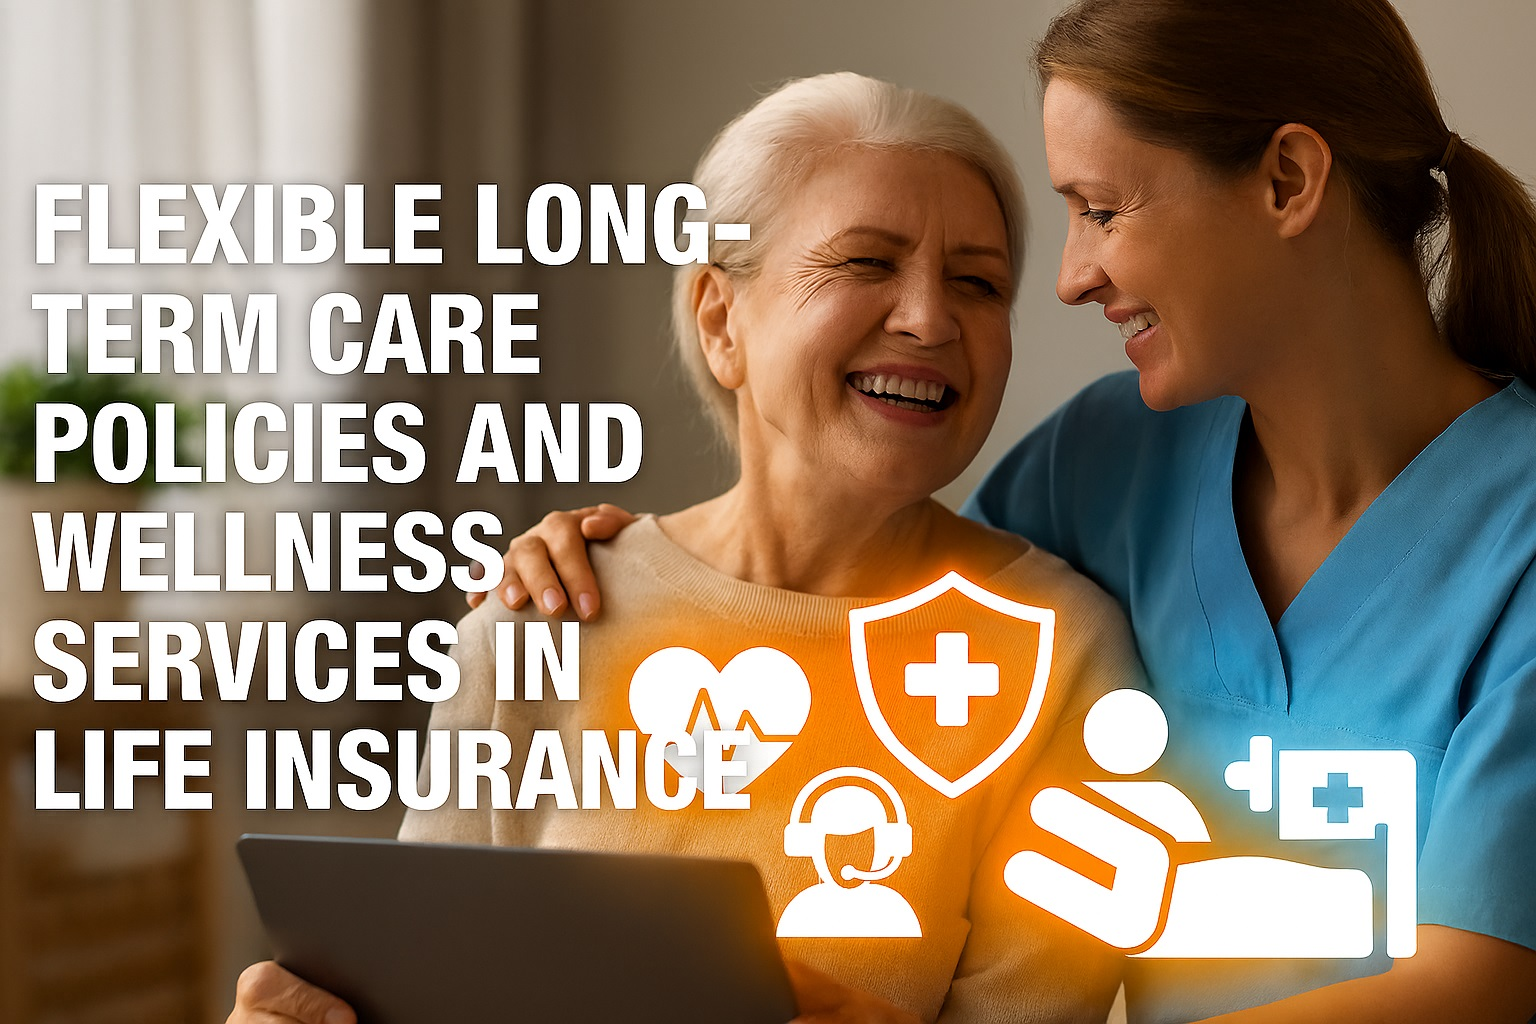 FLEXIBLE LONG-
TERM CARE
POLICIES AND
WELLNESS
SERVICES IN
LIFE INSURANCE